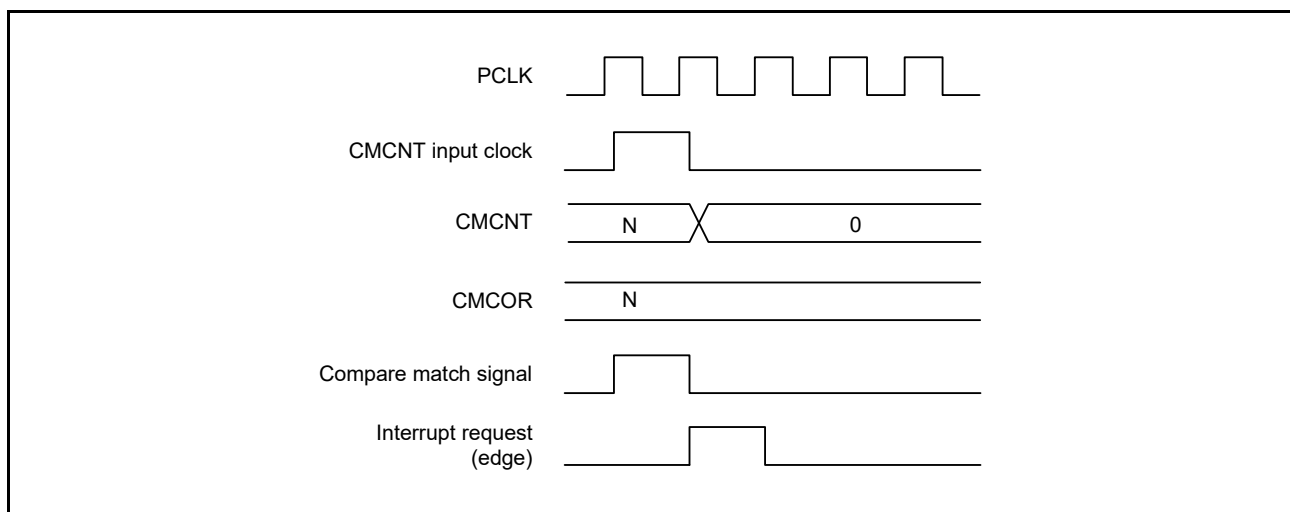 PCLK
CMCNT input clock
CMCNT
N
0
CMCOR
N
Compare match signal
Interrupt request
(edge)